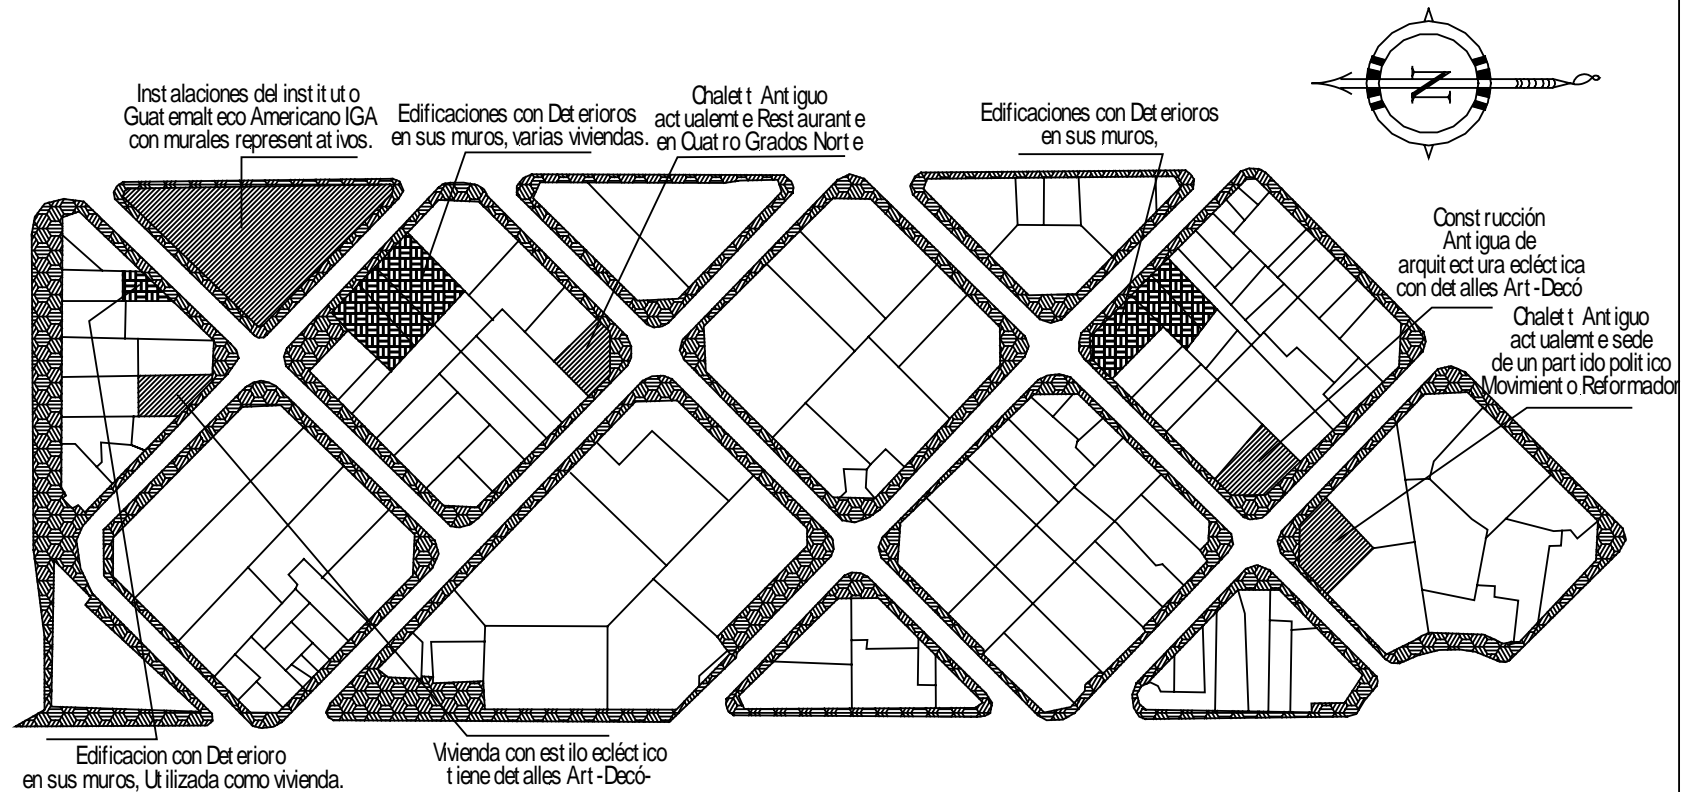 Instalaciones del instituto
Guatemalteco Americano IGA
con murales representativos.
Edificaciones con Deterioros
en sus muros, varias viviendas.
Chalett Antiguo
actualemte Restaurante
en Cuatro Grados Norte
Edificaciones con Deterioros
en sus muros,
N
Construcción
Antigua de
arquitectura ecléctica
con detalles Art-Decó
Chalett Antiguo
actualemte sede
de un partido politico
Movimiento Reformador
Edificacion con Deterioro
en sus muros, Utilizada como vivienda.
Vivienda con estilo ecléctico
tiene detalles Art-Decó-